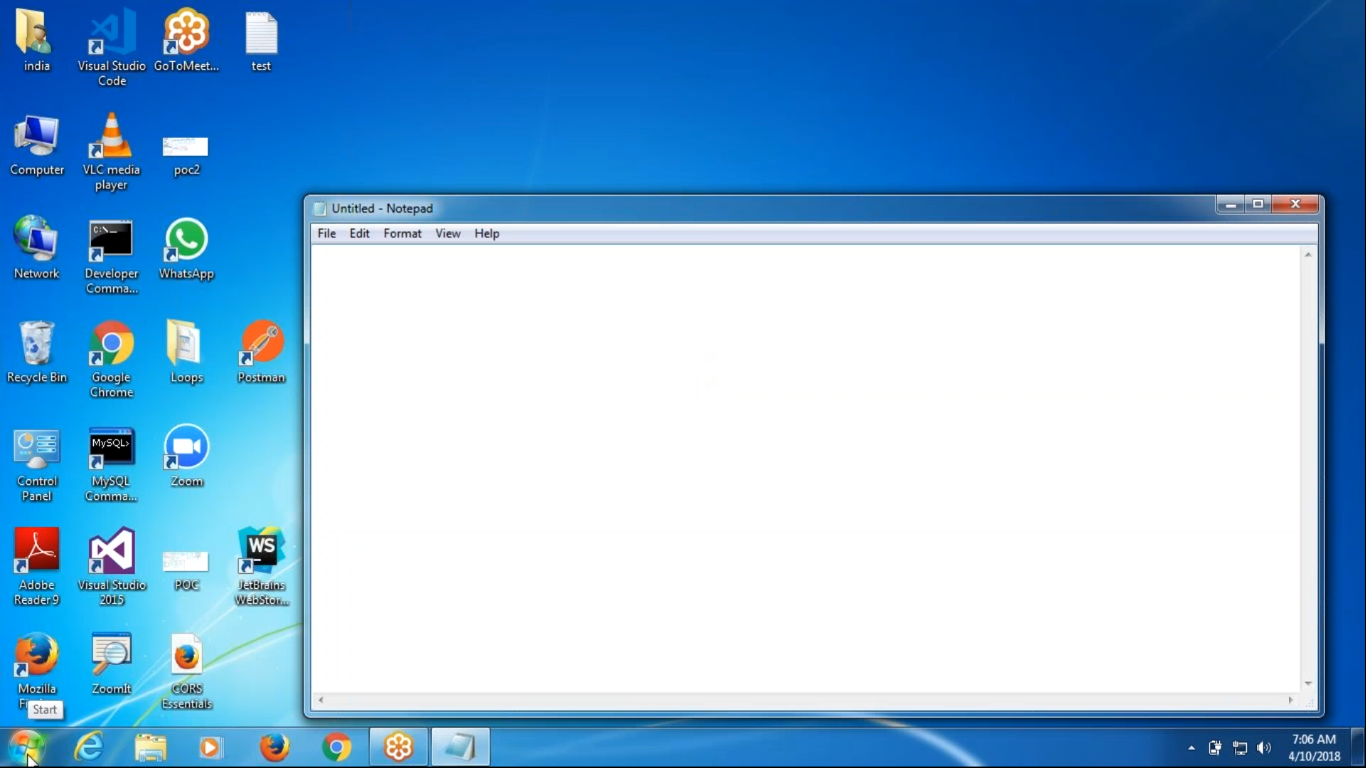 india
Visual Studio
Code
GoToMeet...
test
Computer
VLC media
player
poc2
Network
C:\_
Developer
Comma...
WhatsApp
Recycle Bin
Google
Chrome
Loops
Postman
Control
Panel
MySQL>
MySQL
Comma...
Zoom
Adobe
Reader 9
Visual Studio
2015
POC
WS
JetBrains
WebStor...
Mozilla
ZoomIt
CORS
Essentials
Start
Untitled - Notepad
File Edit Format View Help
7:06 AM
4/10/2018